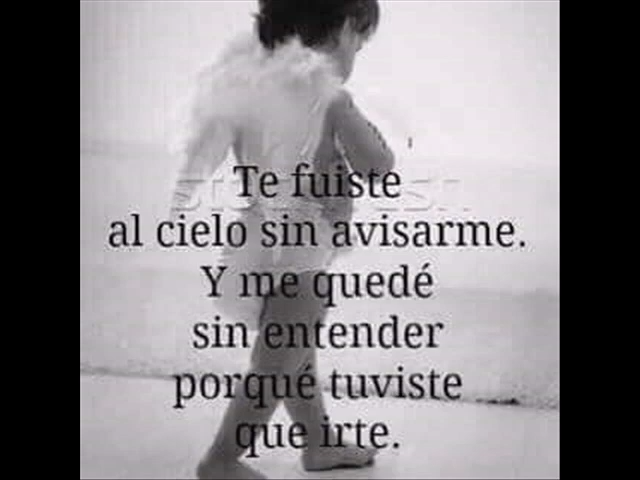 Te fuiste
al cielo sin avisarme.
Y me quedé
sin entender
porqué tuviste
que irte.